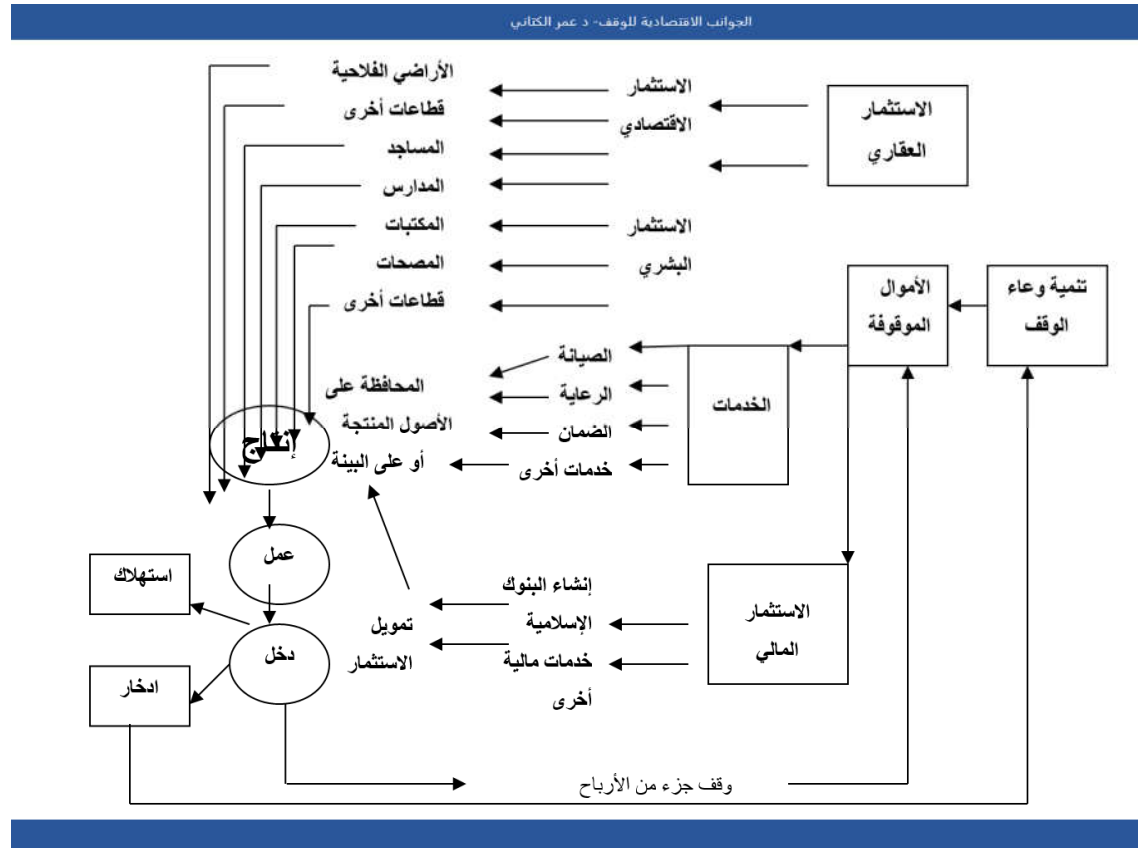 الجوانب الاقتصادية للوقف- د عمر الكتاني
الاستثمار
العقاري
الاستثمار
الاقتصادي
الأراضي الفلاحية
قطاعات أخرى
المساجد
المدارس
الاستثمار
البشري
المكتبات
المصحات
قطاعات أخرى
تنمية وعاء
الوقف
الأموال
الموقوفة
الخدمات
الصيانة
الرعاية
الضمان
خدمات أخرى
المحافظة على
الأصول المنتجة
أو على البينة
إنتاج
عمل
دخل
استهلاك
ادخار
الاستثمار
المالي
إنشاء البنوك
الإسلامية
خدمات مالية
أخرى
تمويل
الاستثمار
وقف جزء من الأرباح